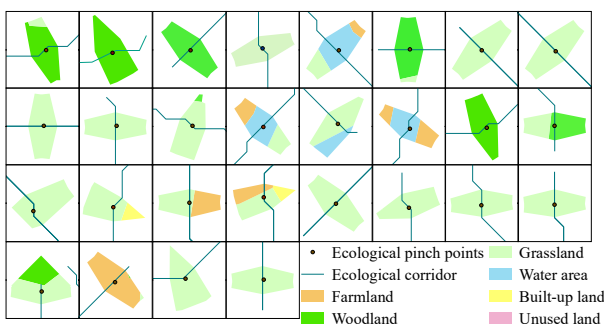 Ecological pinch points
Grassland
Ecological corridor
Water area
Farmland
Built-up land
Woodland
Unused land